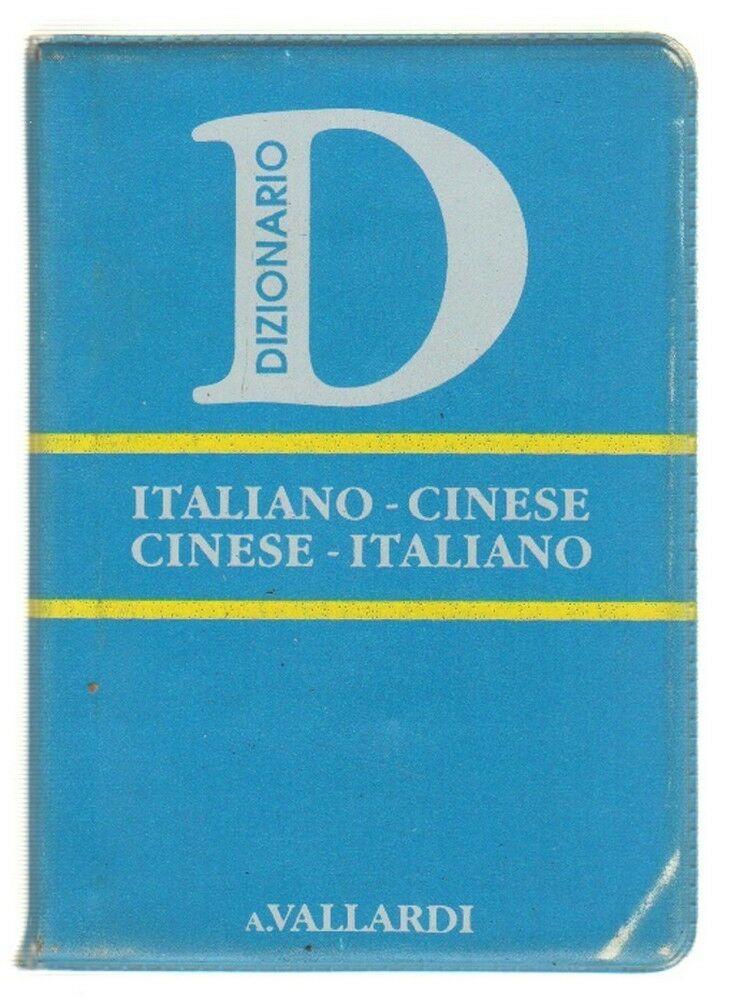 D
DIZIONARIO
ITALIANO - CINESE
CINESE - ITALIANO
A.VALLARDI